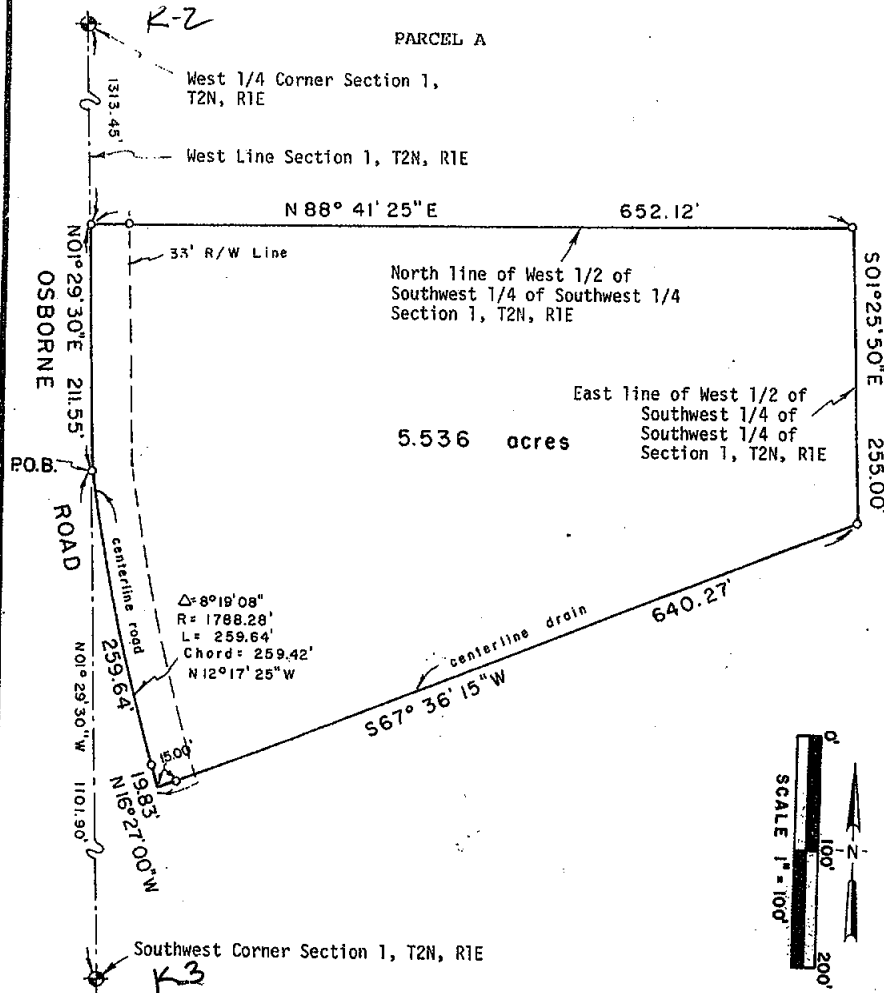 K-2
PARCEL A
West 1/4 Corner Section 1,
T2N, R1E
1313.45'
West Line Section 1, T2N, R1E
N 88° 41' 25" E 652.12'
33' R/W Line
North line of West 1/2 of
Southwest 1/4 of Southwest 1/4
Section 1, T2N, R1E
N01° 29' 30"E 211.55'
OSBORNE
ROAD
S01° 25' 50"E 255.00'
East line of West 1/2 of
Southwest 1/4 of
Southwest 1/4 of
Section 1, T2N, R1E
5.536 acres
P.O.B.
centerline road
259.64'
Δ= 8° 19' 08"
R= 1788.28'
L= 259.64'
Chord= 259.42'
N 12° 17' 25" W
centerline drain
640.27'
S67° 36' 15" W
N01° 29' 30"W 1101.90'
15.00'
19.83'
N 16° 27' 00" W
0'
100'
200'
SCALE 1" = 100'
N
Southwest Corner Section 1, T2N, R1E
K3